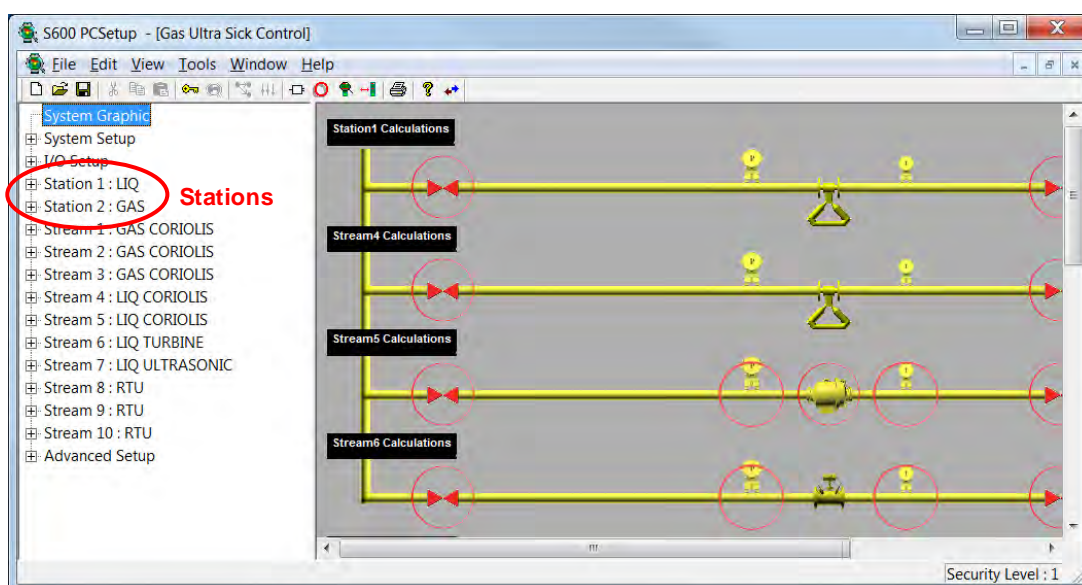 S600 PCSetup - [Gas Ultra Sick Control]
File Edit View Tools Window Help
System Graphic
System Setup
I/O Setup
Station 1 : LIQ
Station 2 : GAS
Stations
Stream 1 : GAS CORIOLIS
Stream 2 : GAS CORIOLIS
Stream 3 : GAS CORIOLIS
Stream 4 : LIQ CORIOLIS
Stream 5 : LIQ CORIOLIS
Stream 6 : LIQ TURBINE
Stream 7 : LIQ ULTRASONIC
Stream 8 : RTU
Stream 9 : RTU
Stream 10 : RTU
Advanced Setup
Station1 Calculations
P
T
Stream4 Calculations
P
T
Stream5 Calculations
P
T
Stream6 Calculations
P
T
Security Level : 1